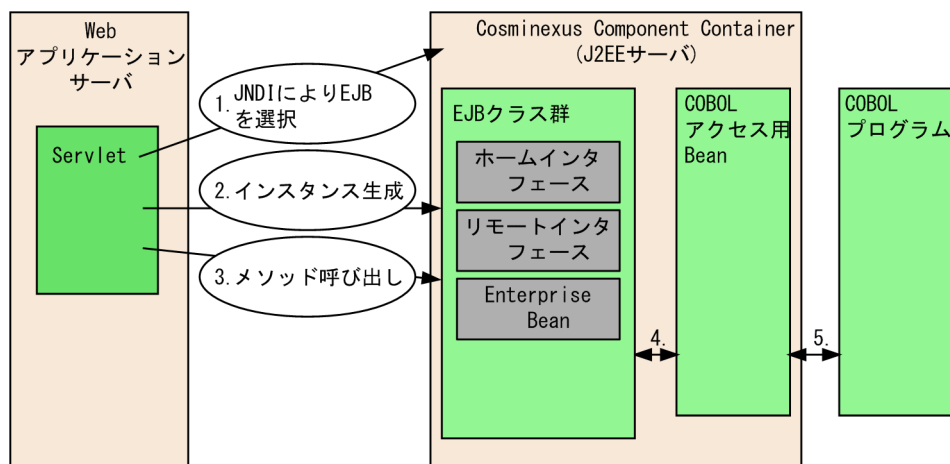 Web
アプリケーション
サーバ
Servlet
1.JNDIによりEJB
を選択
2.インスタンス生成
3.メソッド呼び出し
Cosminexus Component Container
(J2EEサーバ)
EJBクラス群
ホームインタ
フェース
リモートインタ
フェース
Enterprise
Bean
4.
COBOL
アクセス用
Bean
5.
COBOL
プログラム